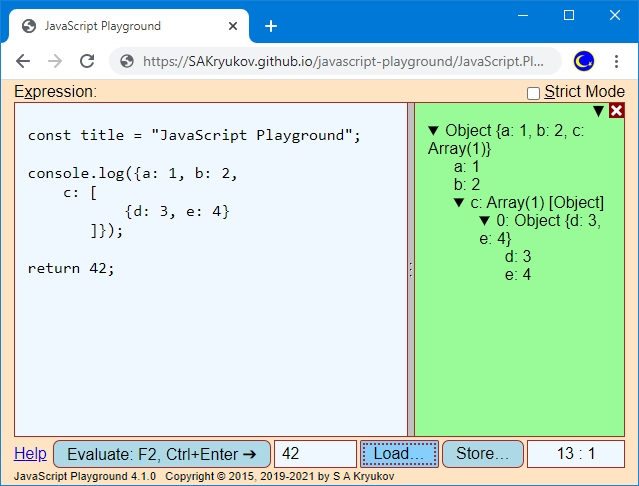 JavaScript Playground
https://SAKryukov.github.io/javascript-playground/JavaScript.Pl...
Expression:
Strict Mode
const title = "JavaScript Playground";
console.log({a: 1, b: 2,
c: [
{d: 3, e: 4}
]});
return 42;
▼ Object {a: 1, b: 2, c:
Array(1)}
a: 1
b: 2
▼ c: Array(1) [Object]
▼ 0: Object {d: 3,
e: 4}
d: 3
e: 4
Help
Evaluate: F2, Ctrl+Enter ➔
42
Load...
Store...
13 : 1
JavaScript Playground 4.1.0 Copyright © 2015, 2019-2021 by S A Kryukov